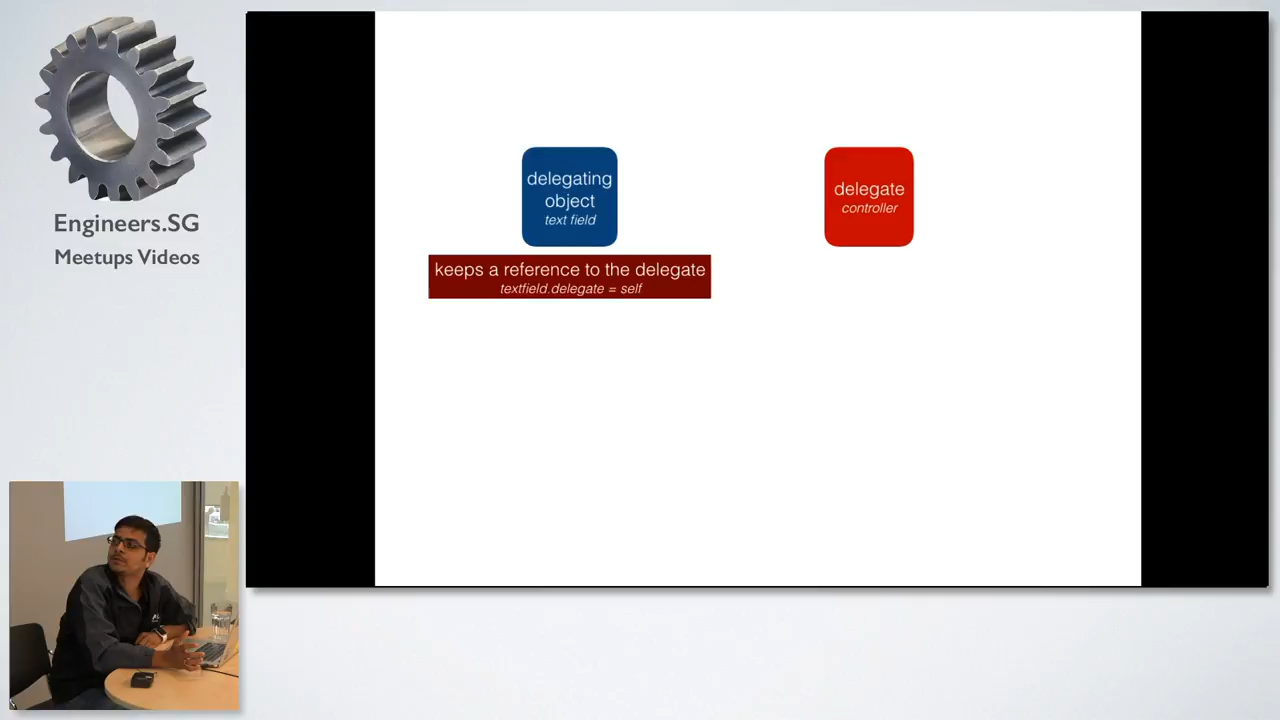 Engineers.SG
Meetups Videos
delegating
object
text field
keeps a reference to the delegate
textfield.delegate = self
delegate
controller